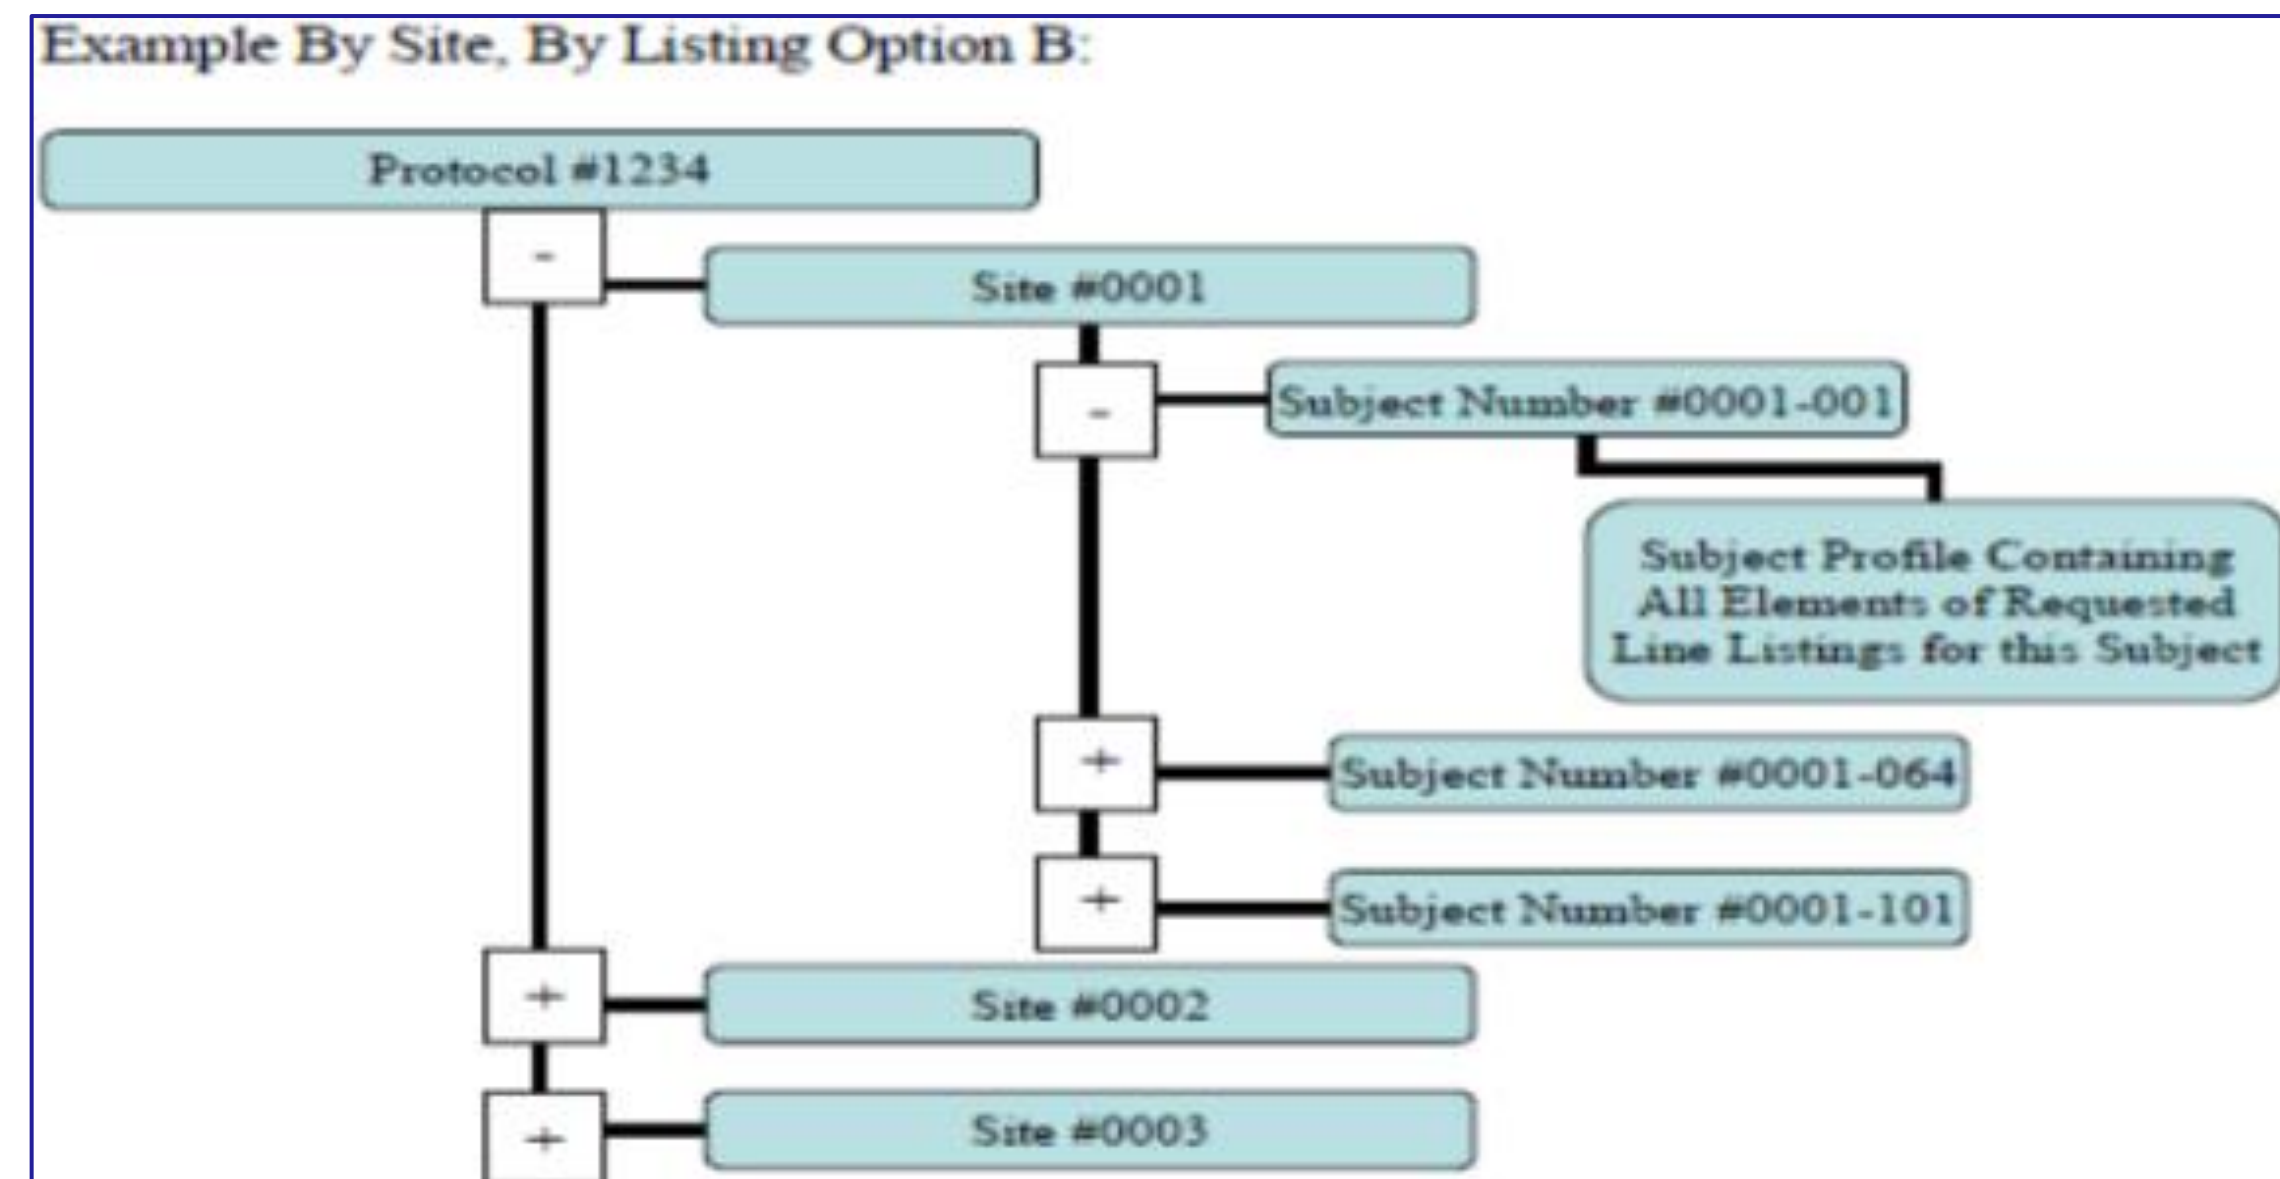 Example By Site, By Listing Option B:
Protocol #1234
-
Site #0001
-
Subject Number #0001-001
Subject Profile Containing
All Elements of Requested
Line Listings for this Subject
+
Subject Number #0001-064
+
Subject Number #0001-101
+
Site #0002
+
Site #0003